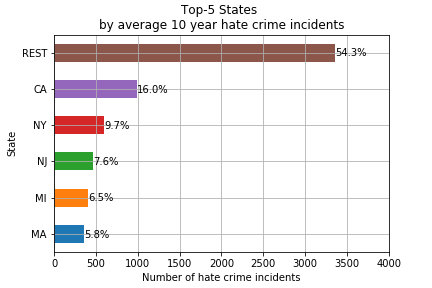 Top-5 States
by average 10 year hate crime incidents
REST
54.3%
CA
16.0%
NY
9.7%
NJ
7.6%
MI
6.5%
MA
5.8%
State
0 500 1000 1500 2000 2500 3000 3500 4000
Number of hate crime incidents